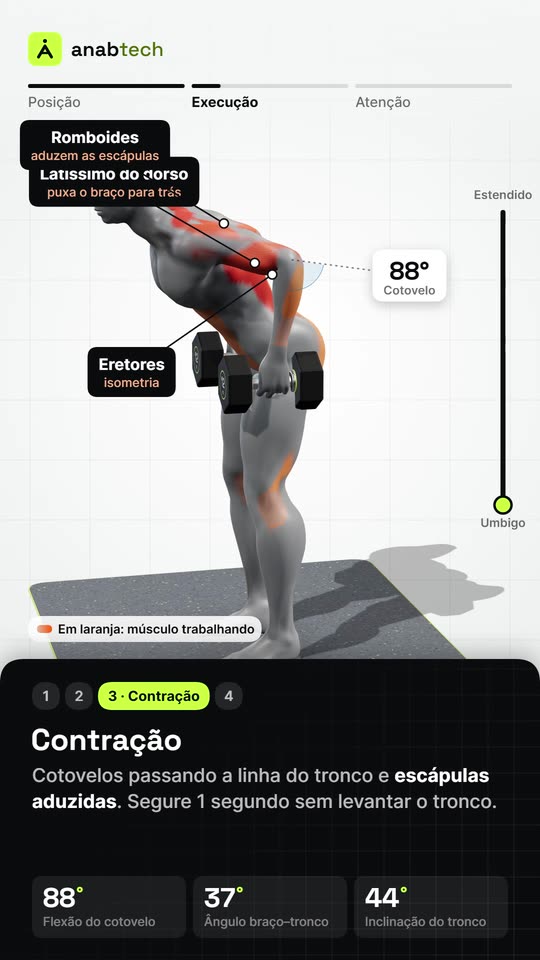 anabtech
Posição
Execução
Atenção
Romboides
aduzem as escápulas
Latíssimo do dorso
puxa o braço para trás
Estendido
88°
Cotovelo
Eretores
isometria
Umbigo
Em laranja: músculo trabalhando
1
2
3 · Contração
4
Contração
Cotovelos passando a linha do tronco e escápulas
aduzidas. Segure 1 segundo sem levantar o tronco.
88°
Flexão do cotovelo
37°
Ângulo braço–tronco
44°
Inclinação do tronco